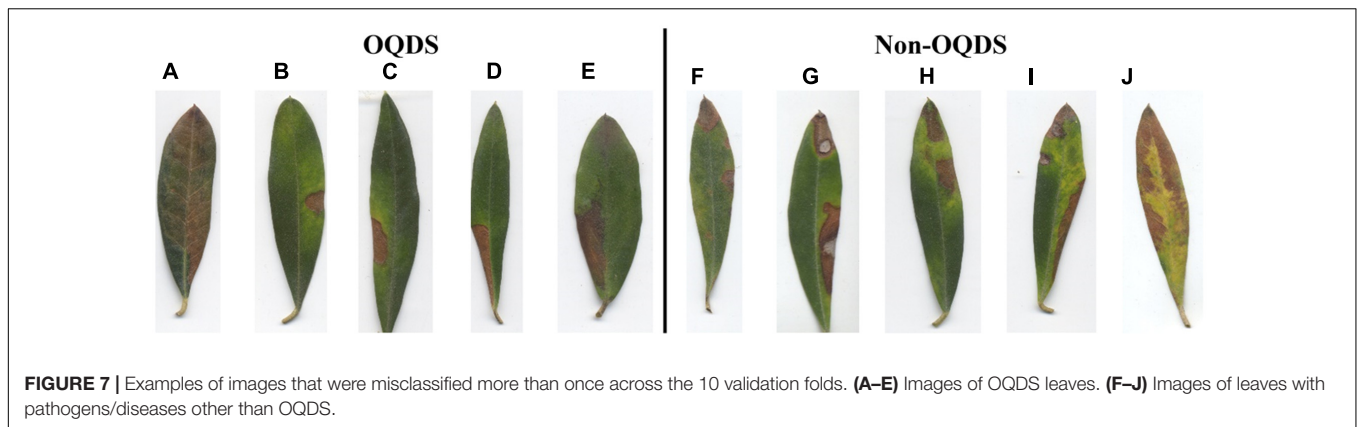 OQDS
Non-OQDS
A
B
C
D
E
F
G
H
I
J
FIGURE 7 | Examples of images that were misclassified more than once across the 10 validation folds. (A–E) Images of OQDS leaves. (F–J) Images of leaves with
pathogens/diseases other than OQDS.